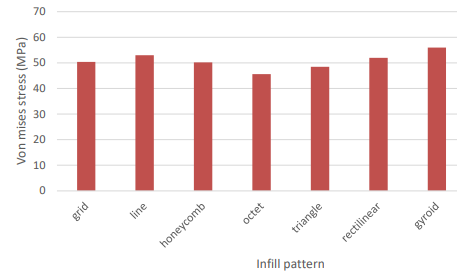 70
60
50
40
30
20
10
0
Von mises stress (MPa)
grid
line
honeycomb
octet
triangle
rectilinear
gyroid
Infill pattern